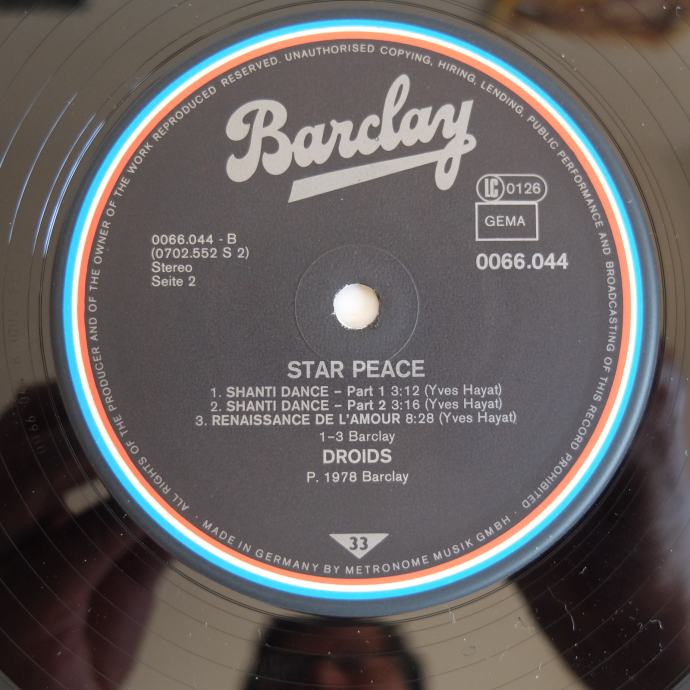 ALL RIGHTS OF THE PRODUCER AND OF THE OWNER OF THE WORK REPRODUCED RESERVED. UNAUTHORISED COPYING, HIRING, LENDING, PUBLIC PERFORMANCE AND BROADCASTING OF THIS RECORD PROHIBITED
Barclay
LC 0126
GEMA
0066.044 - B
(0702.552 S 2)
Stereo
Seite 2
0066.044
STAR PEACE
1. SHANTI DANCE – Part 1 3:12 (Yves Hayat)
2. SHANTI DANCE – Part 2 3:16 (Yves Hayat)
3. RENAISSANCE DE L'AMOUR 8:28 (Yves Hayat)
1–3 Barclay
DROIDS
P. 1978 Barclay
33
· MADE IN GERMANY BY METRONOME MUSIK GMBH ·